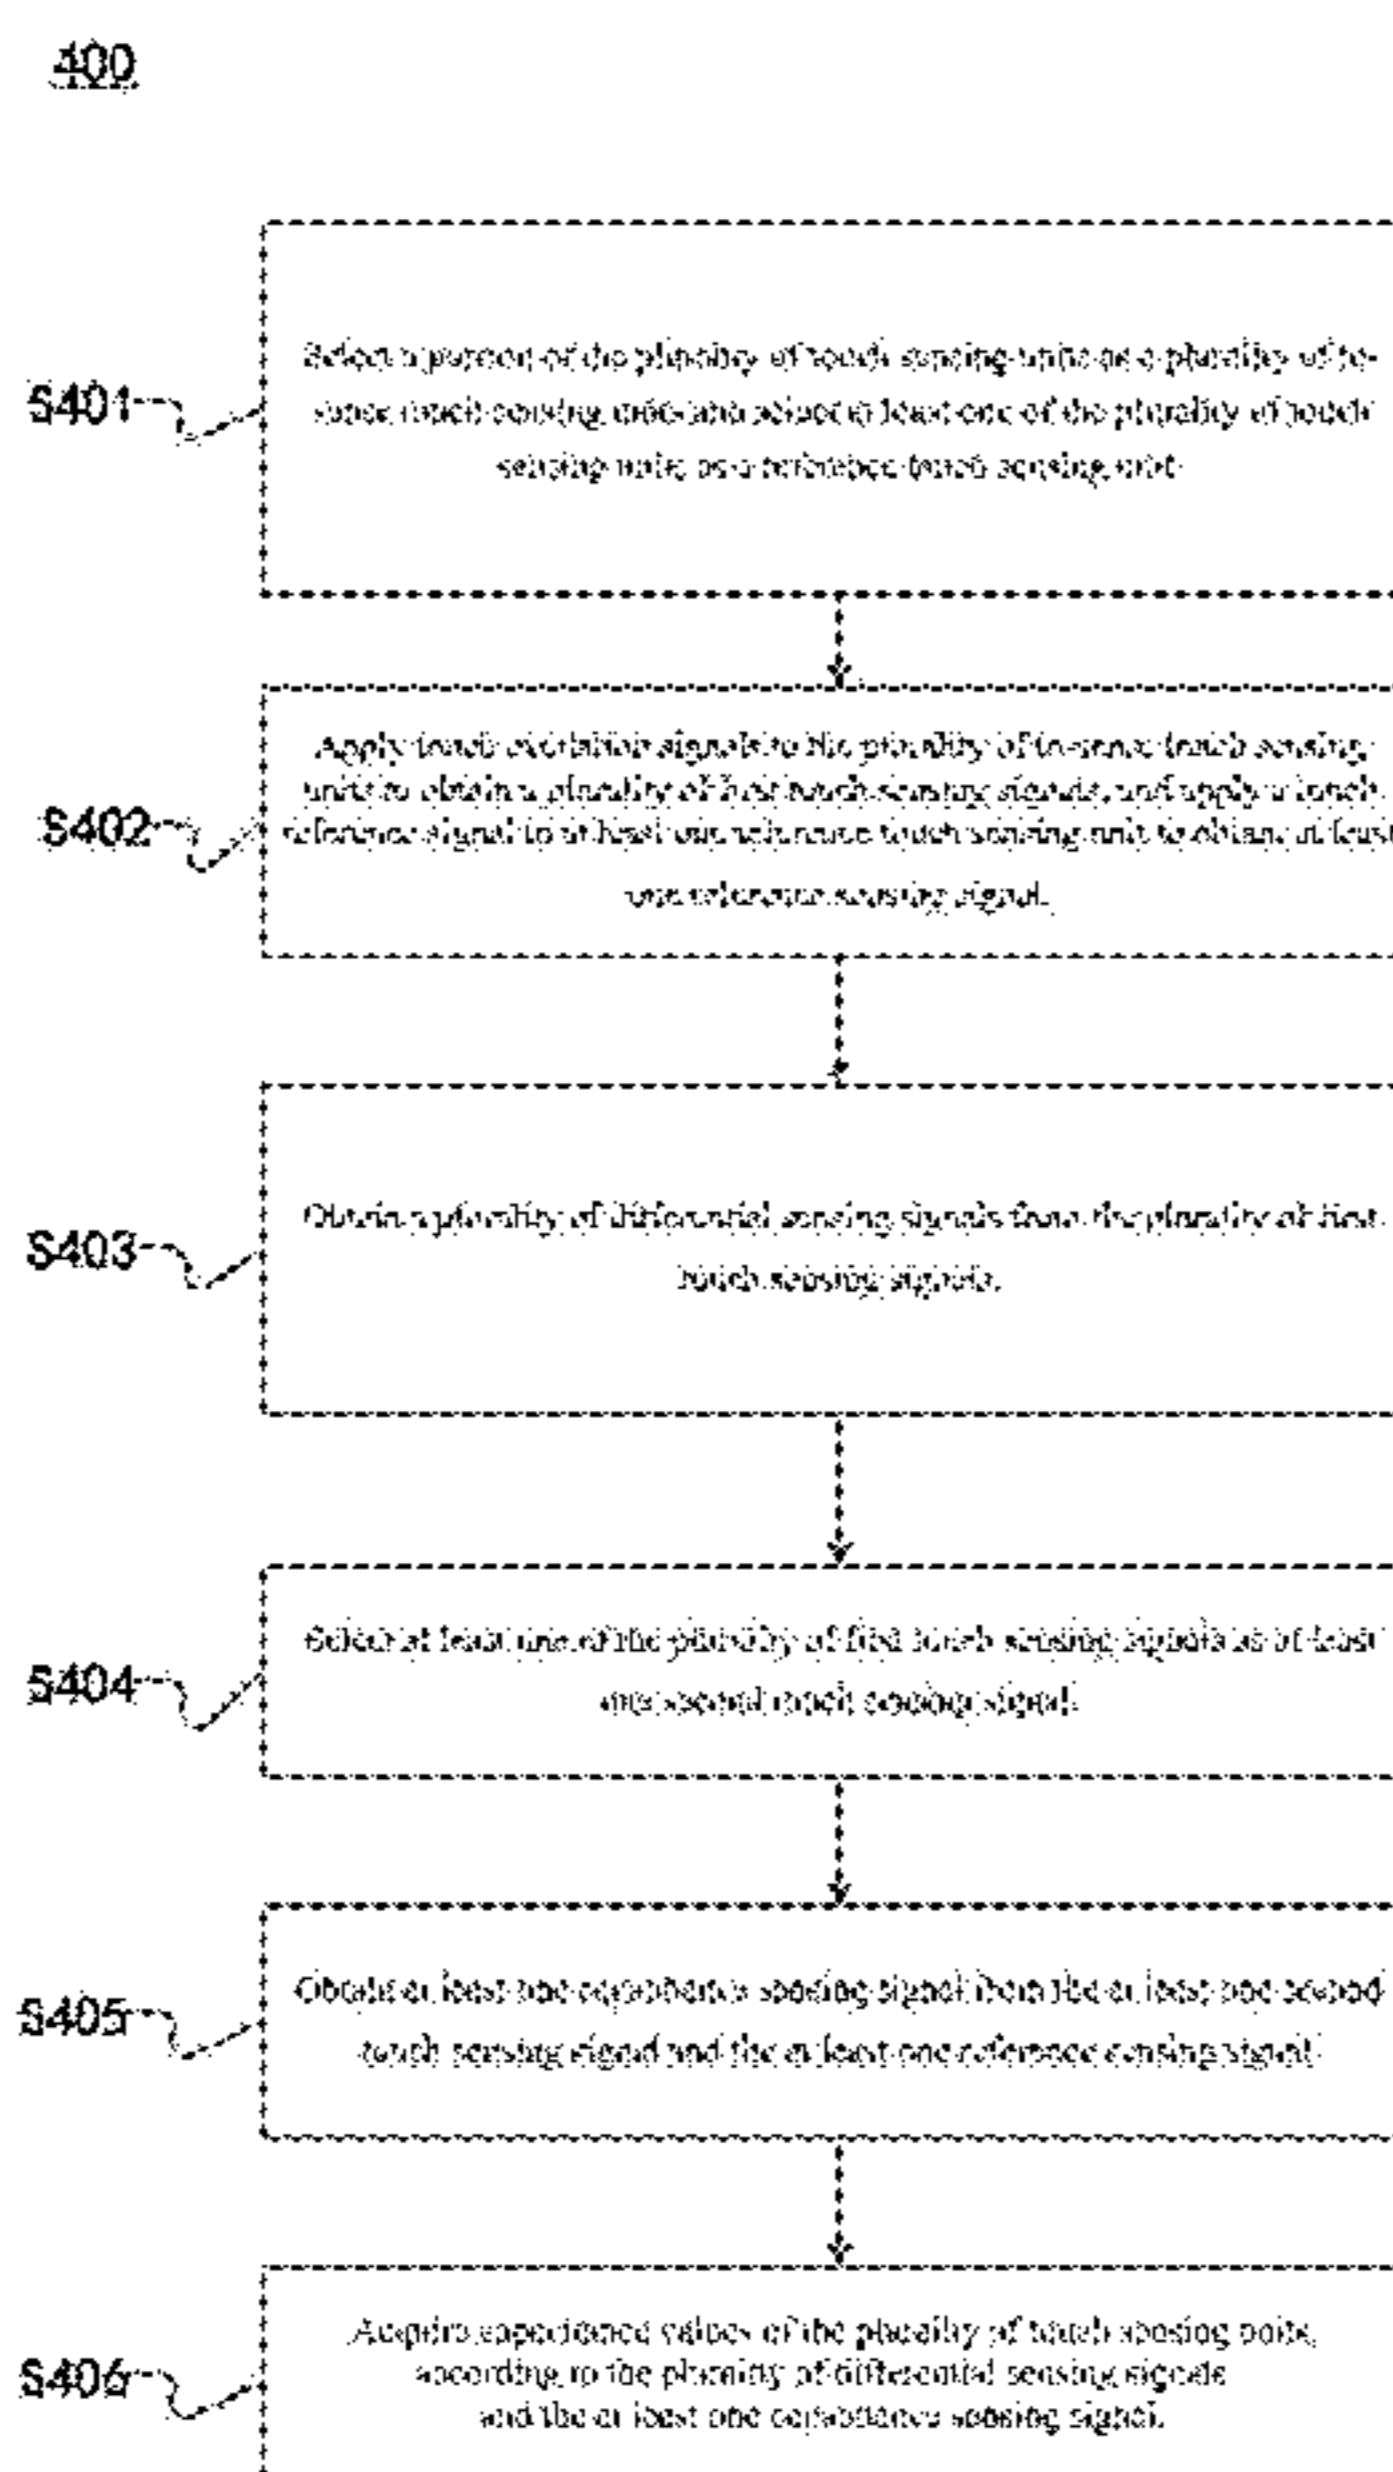 400
S401
Select a portion of the plurality of touch sensing units as a plurality of to-
touch sensing units and select at least one of the plurality of touch
sensing units as a reference touch sensing unit
S402
Apply touch excitation signals to the plurality of to-sense touch sensing
units to obtain a plurality of first touch sensing signals, and apply a touch
reference signal to at least one reference touch sensing unit to obtain at least
one reference sensing signal.
S403
Obtain a plurality of differential sensing signals from the plurality of first
touch sensing signals.
S404
Select at least one of the plurality of first touch sensing signals as at least
one second touch sensing signal.
S405
Obtain at least one capacitance sensing signal from the at least one second
touch sensing signal and the at least one reference sensing signal.
S406
Acquire capacitance values of the plurality of touch sensing units,
according to the plurality of differential sensing signals
and the at least one capacitance sensing signal.